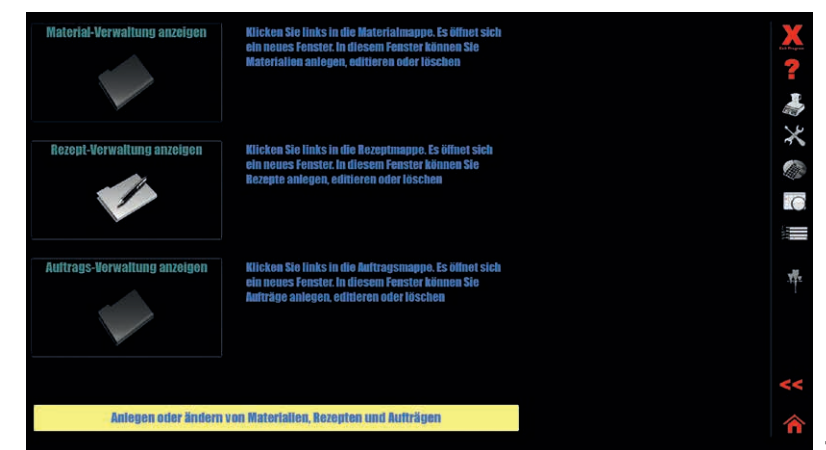 Material-Verwaltung anzeigen
Klicken Sie links in die Materialmappe. Es öffnet sich
ein neues Fenster. In diesem Fenster können Sie
Materialien anlegen, editieren oder löschen
Rezept-Verwaltung anzeigen
Klicken Sie links in die Rezeptmappe. Es öffnet sich
ein neues Fenster. In diesem Fenster können Sie
Rezepte anlegen, editieren oder löschen
Auftrags-Verwaltung anzeigen
Klicken Sie links in die Auftragsmappe. Es öffnet sich
ein neues Fenster. In diesem Fenster können Sie
Aufträge anlegen, editieren oder löschen
Anlegen oder ändern von Materialien, Rezepten und Aufträgen
X
?
<<